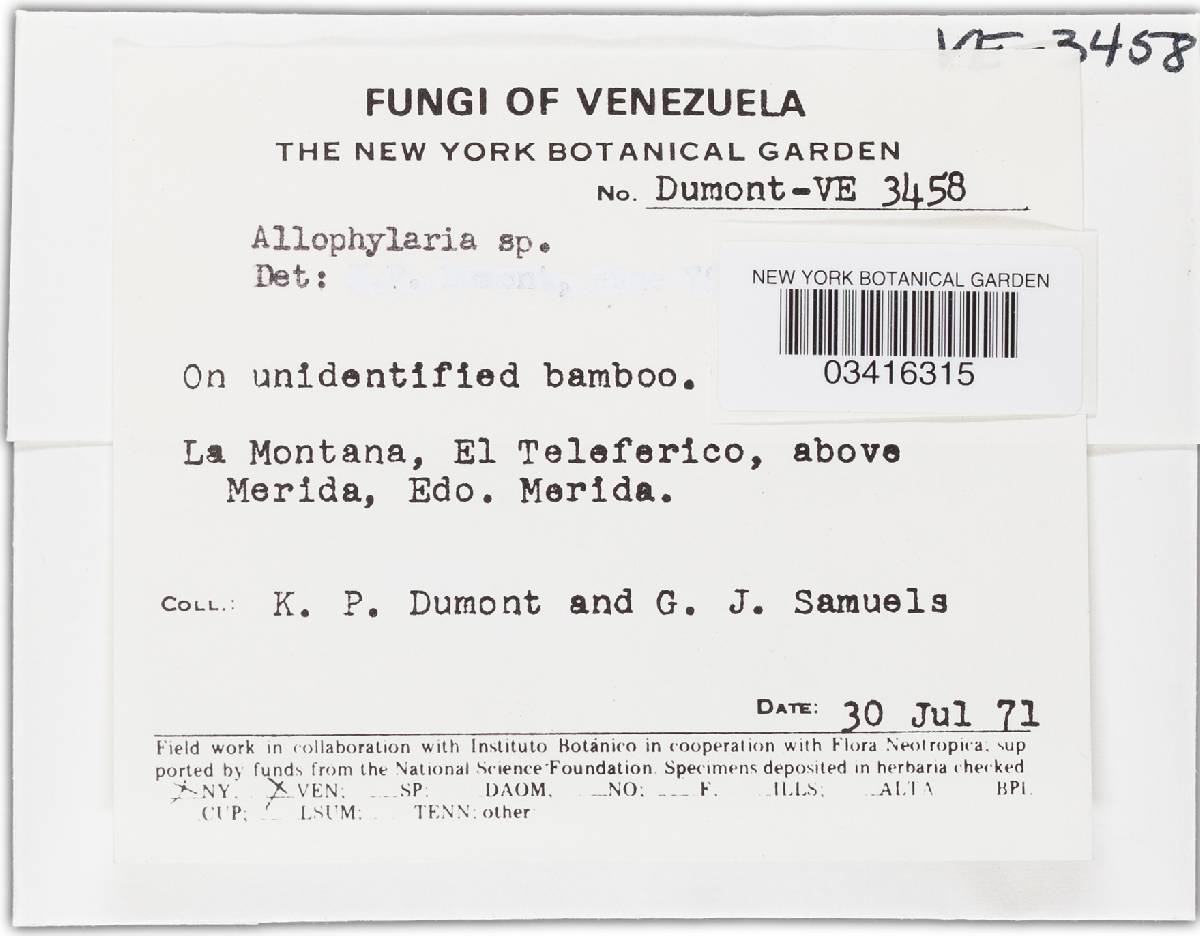 VE-3458
FUNGI OF VENEZUELA
THE NEW YORK BOTANICAL GARDEN
No. Dumont-VE 3458
Allophylaria sp.
Det:
NEW YORK BOTANICAL GARDEN
03416315
On unidentified bamboo.
La Montana, El Teleferico, above
Merida, Edo. Merida.
COLL.: K. P. Dumont and G. J. Samuels
DATE: 30 Jul 71
Field work in collaboration with Instituto Botánico in cooperation with Flora Neotropica; sup
ported by funds from the National Science Foundation. Specimens deposited in herbaria checked
X NY; X VEN; SP; DAOM; NO; F; ILLS; ALTA BPI.
CUP; LSUM; TENN; other